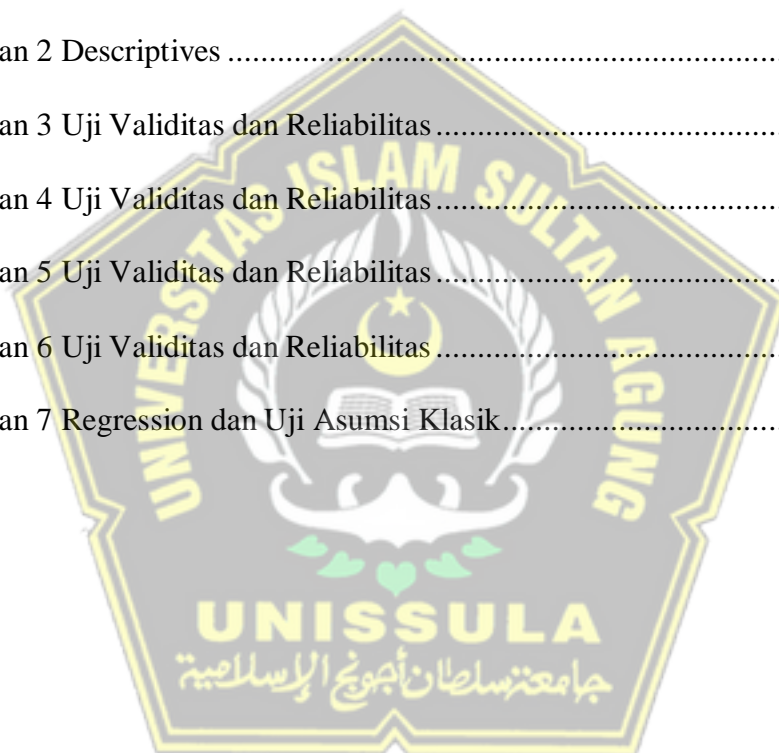 an 2 Descriptives ........................................................................
an 3 Uji Validitas dan Reliabilitas ..............................................
an 4 Uji Validitas dan Reliabilitas ..............................................
an 5 Uji Validitas dan Reliabilitas ..............................................
an 6 Uji Validitas dan Reliabilitas ..............................................
an 7 Regression dan Uji Asumsi Klasik .....................................
UNIVERSITAS ISLAM SULTAN AGUNG
UNISSULA
جامعة سلطان أجونج الإسلامية